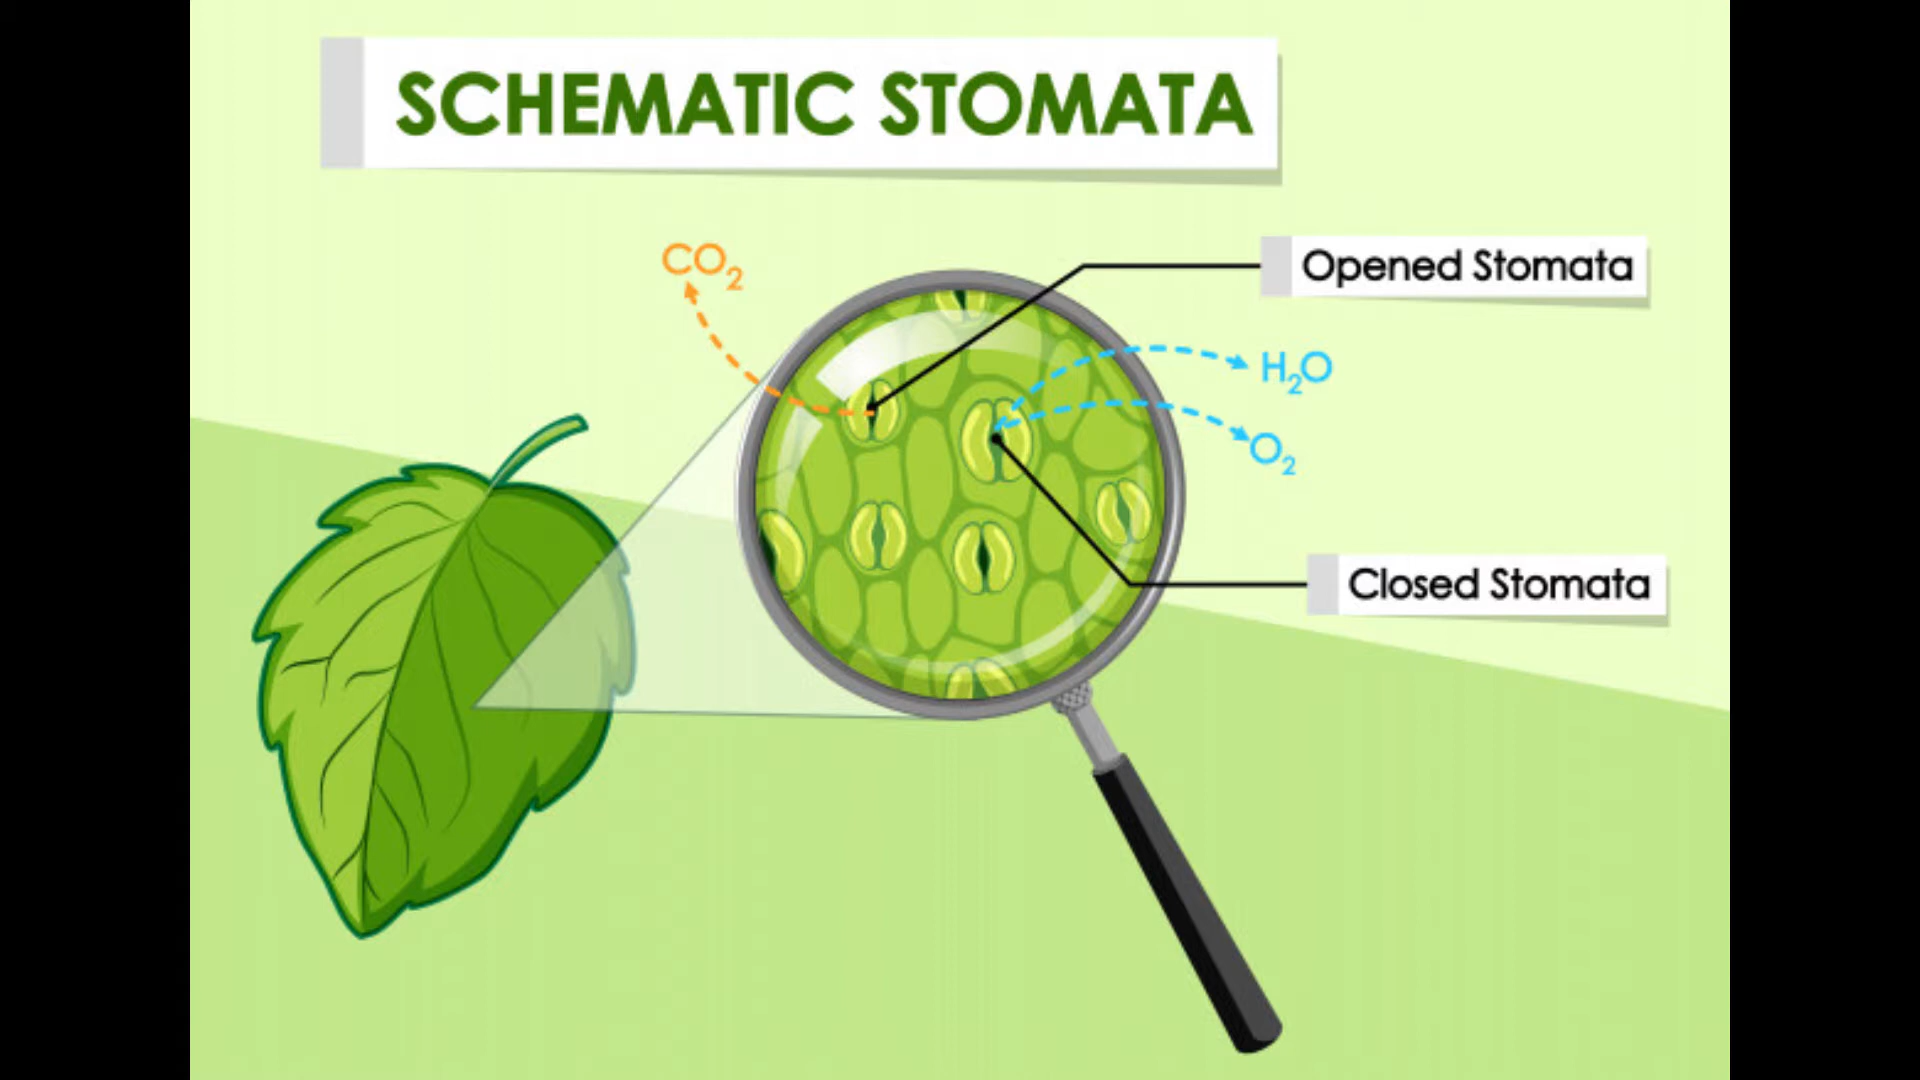 SCHEMATIC STOMATA
CO₂
Opened Stomata
H₂O
O₂
Closed Stomata